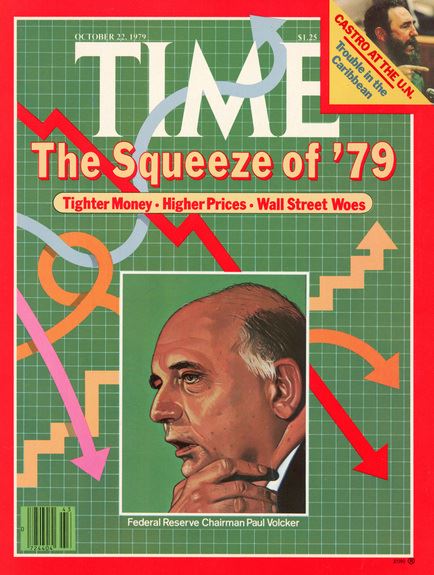 OCTOBER 22, 1979
$1.25
TIME
CASTRO AT THE U.N.
Trouble in the
Caribbean
The Squeeze of ’79
Tighter Money • Higher Prices • Wall Street Woes
Federal Reserve Chairman Paul Volcker